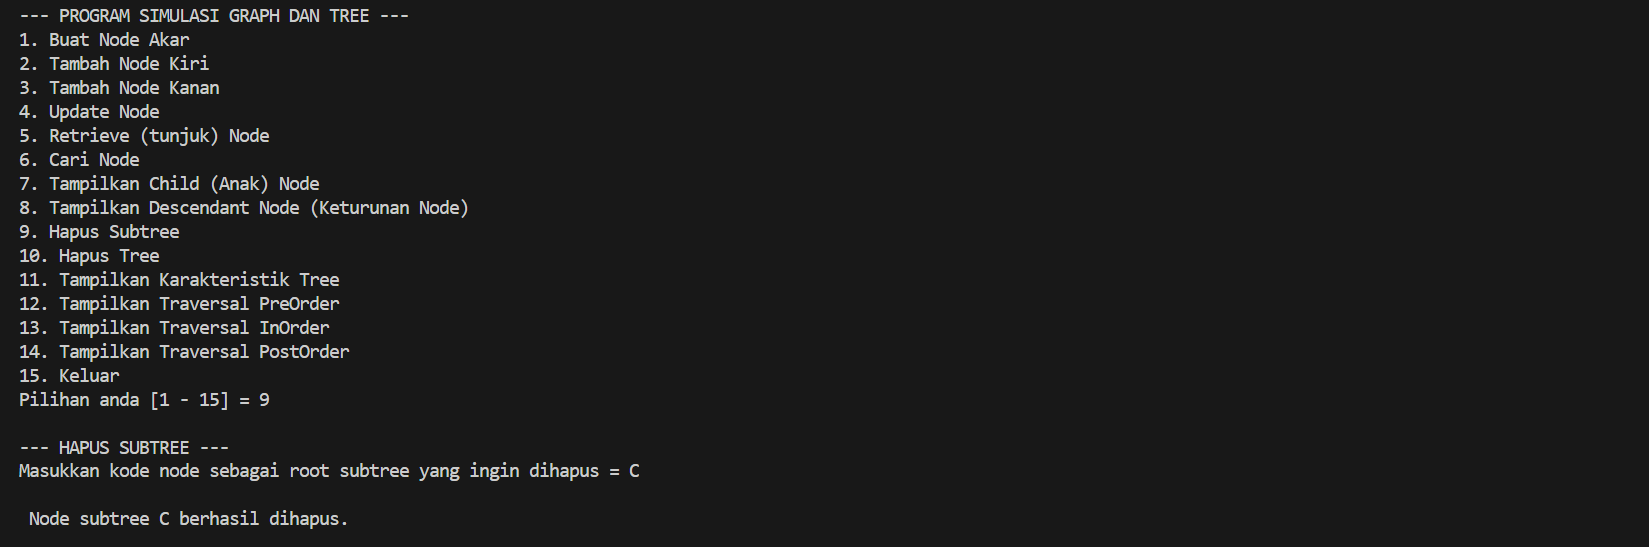 --- PROGRAM SIMULASI GRAPH DAN TREE ---
1. Buat Node Akar
2. Tambah Node Kiri
3. Tambah Node Kanan
4. Update Node
5. Retrieve (tunjuk) Node
6. Cari Node
7. Tampilkan Child (Anak) Node
8. Tampilkan Descendant Node (Keturunan Node)
9. Hapus Subtree
10. Hapus Tree
11. Tampilkan Karakteristik Tree
12. Tampilkan Traversal PreOrder
13. Tampilkan Traversal InOrder
14. Tampilkan Traversal PostOrder
15. Keluar
Pilihan anda [1 - 15] = 9
--- HAPUS SUBTREE ---
Masukkan kode node sebagai root subtree yang ingin dihapus = C
Node subtree C berhasil dihapus.